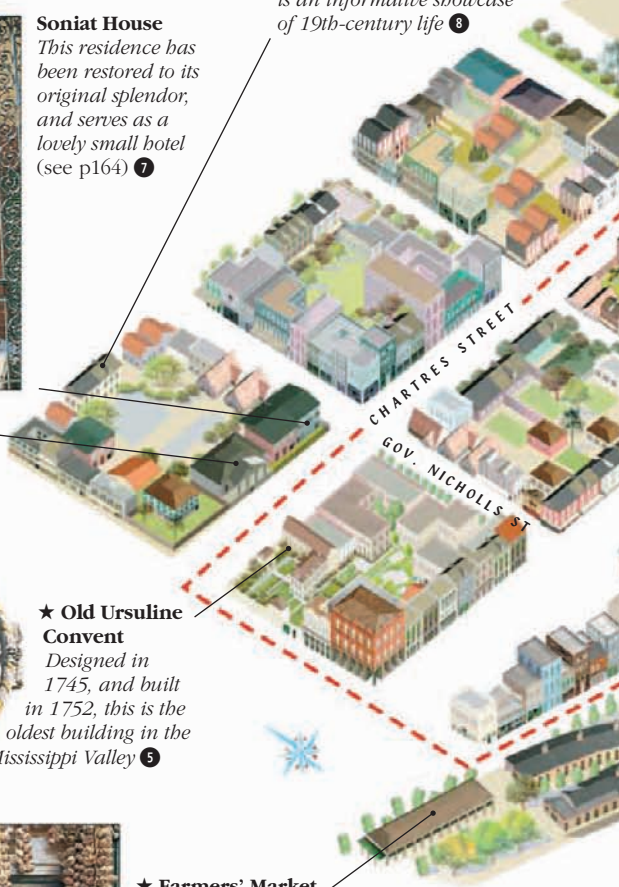 is an informative showcase
of 19th-century life 8
Soniat House
This residence has
been restored to its
original splendor,
and serves as a
lovely small hotel
(see p164) 7
CHARTRES STREET
GOV. NICHOLLS ST
★ Old Ursuline
Convent
Designed in
1745, and built
in 1752, this is the
oldest building in the
Mississippi Valley 5
★ Farmers' Market